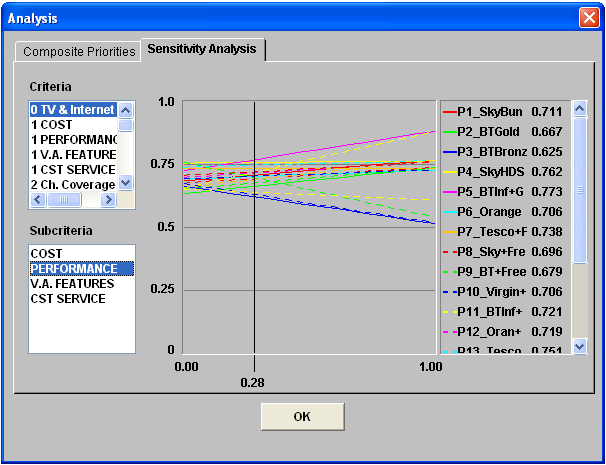 Analysis
Composite Priorities
Sensitivity Analysis
Criteria
0 TV & Internet
1 COST
1 PERFORMANC
1 V.A. FEATURE
1 CST SERVICE
2 Ch. Coverage
Subcriteria
COST
PERFORMANCE
V.A. FEATURES
CST SERVICE
1.0
0.75
0.5
0.25
0
0.00
1.00
0.28
P1_SkyBun 0.711
P2_BTGold 0.667
P3_BTBronz 0.625
P4_SkyHDS 0.762
P5_BTInf+G 0.773
P6_Orange 0.706
P7_Tesco+F 0.738
P8_Sky+Fre 0.696
P9_BT+Free 0.679
P10_Virgin+ 0.706
P11_BTInf+ 0.721
P12_Oran+ 0.719
P13_Tesco 0.751
OK